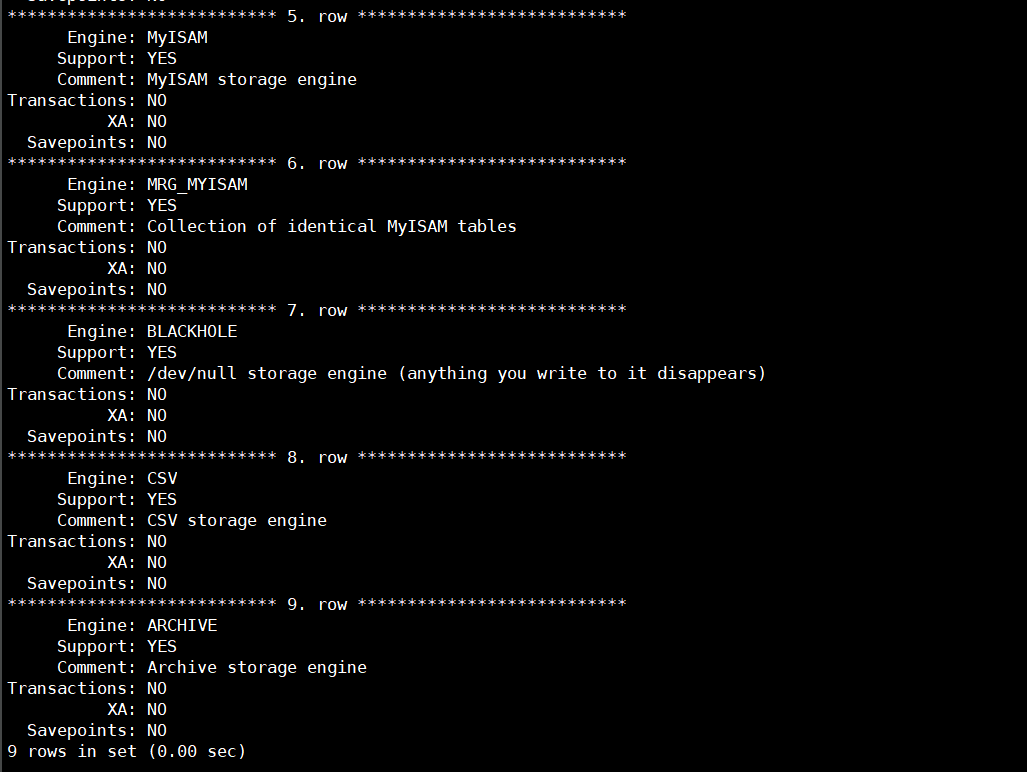 *************************** 5. row ***************************
      Engine: MyISAM
     Support: YES
     Comment: MyISAM storage engine
Transactions: NO
          XA: NO
  Savepoints: NO
*************************** 6. row ***************************
      Engine: MRG_MYISAM
     Support: YES
     Comment: Collection of identical MyISAM tables
Transactions: NO
          XA: NO
  Savepoints: NO
*************************** 7. row ***************************
      Engine: BLACKHOLE
     Support: YES
     Comment: /dev/null storage engine (anything you write to it disappears)
Transactions: NO
          XA: NO
  Savepoints: NO
*************************** 8. row ***************************
      Engine: CSV
     Support: YES
     Comment: CSV storage engine
Transactions: NO
          XA: NO
  Savepoints: NO
*************************** 9. row ***************************
      Engine: ARCHIVE
     Support: YES
     Comment: Archive storage engine
Transactions: NO
          XA: NO
  Savepoints: NO
9 rows in set (0.00 sec)